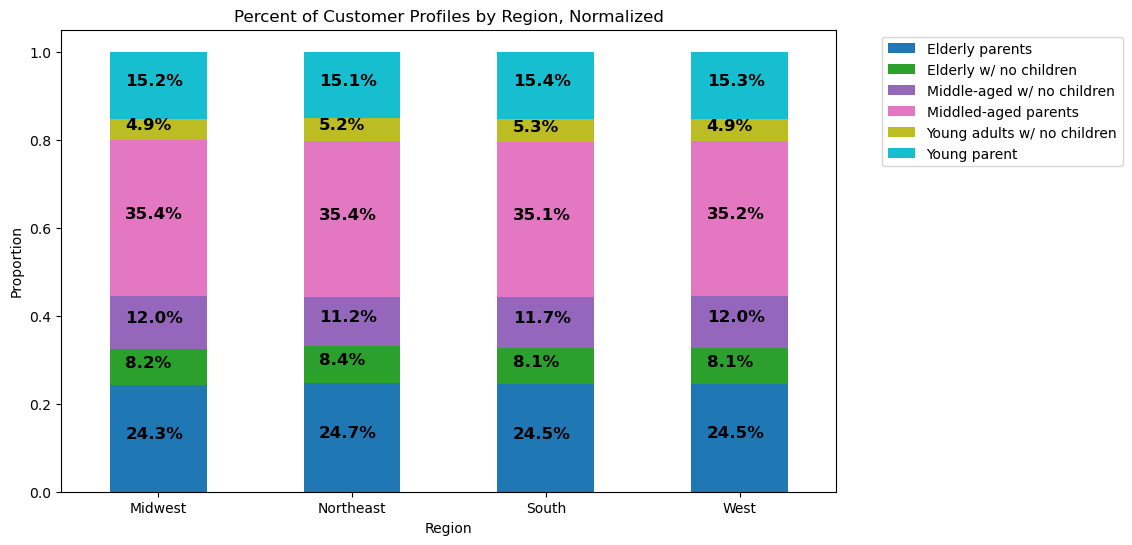 Percent of Customer Profiles by Region, Normalized
Elderly parents
Elderly w/ no children
Middle-aged w/ no children
Middled-aged parents
Young adults w/ no children
Young parent
Proportion
1.0
0.8
0.6
0.4
0.2
0.0
15.2%
15.1%
15.4%
15.3%
4.9%
5.2%
5.3%
4.9%
35.4%
35.4%
35.1%
35.2%
12.0%
11.2%
11.7%
12.0%
8.2%
8.4%
8.1%
8.1%
24.3%
24.7%
24.5%
24.5%
Midwest
Northeast
South
West
Region